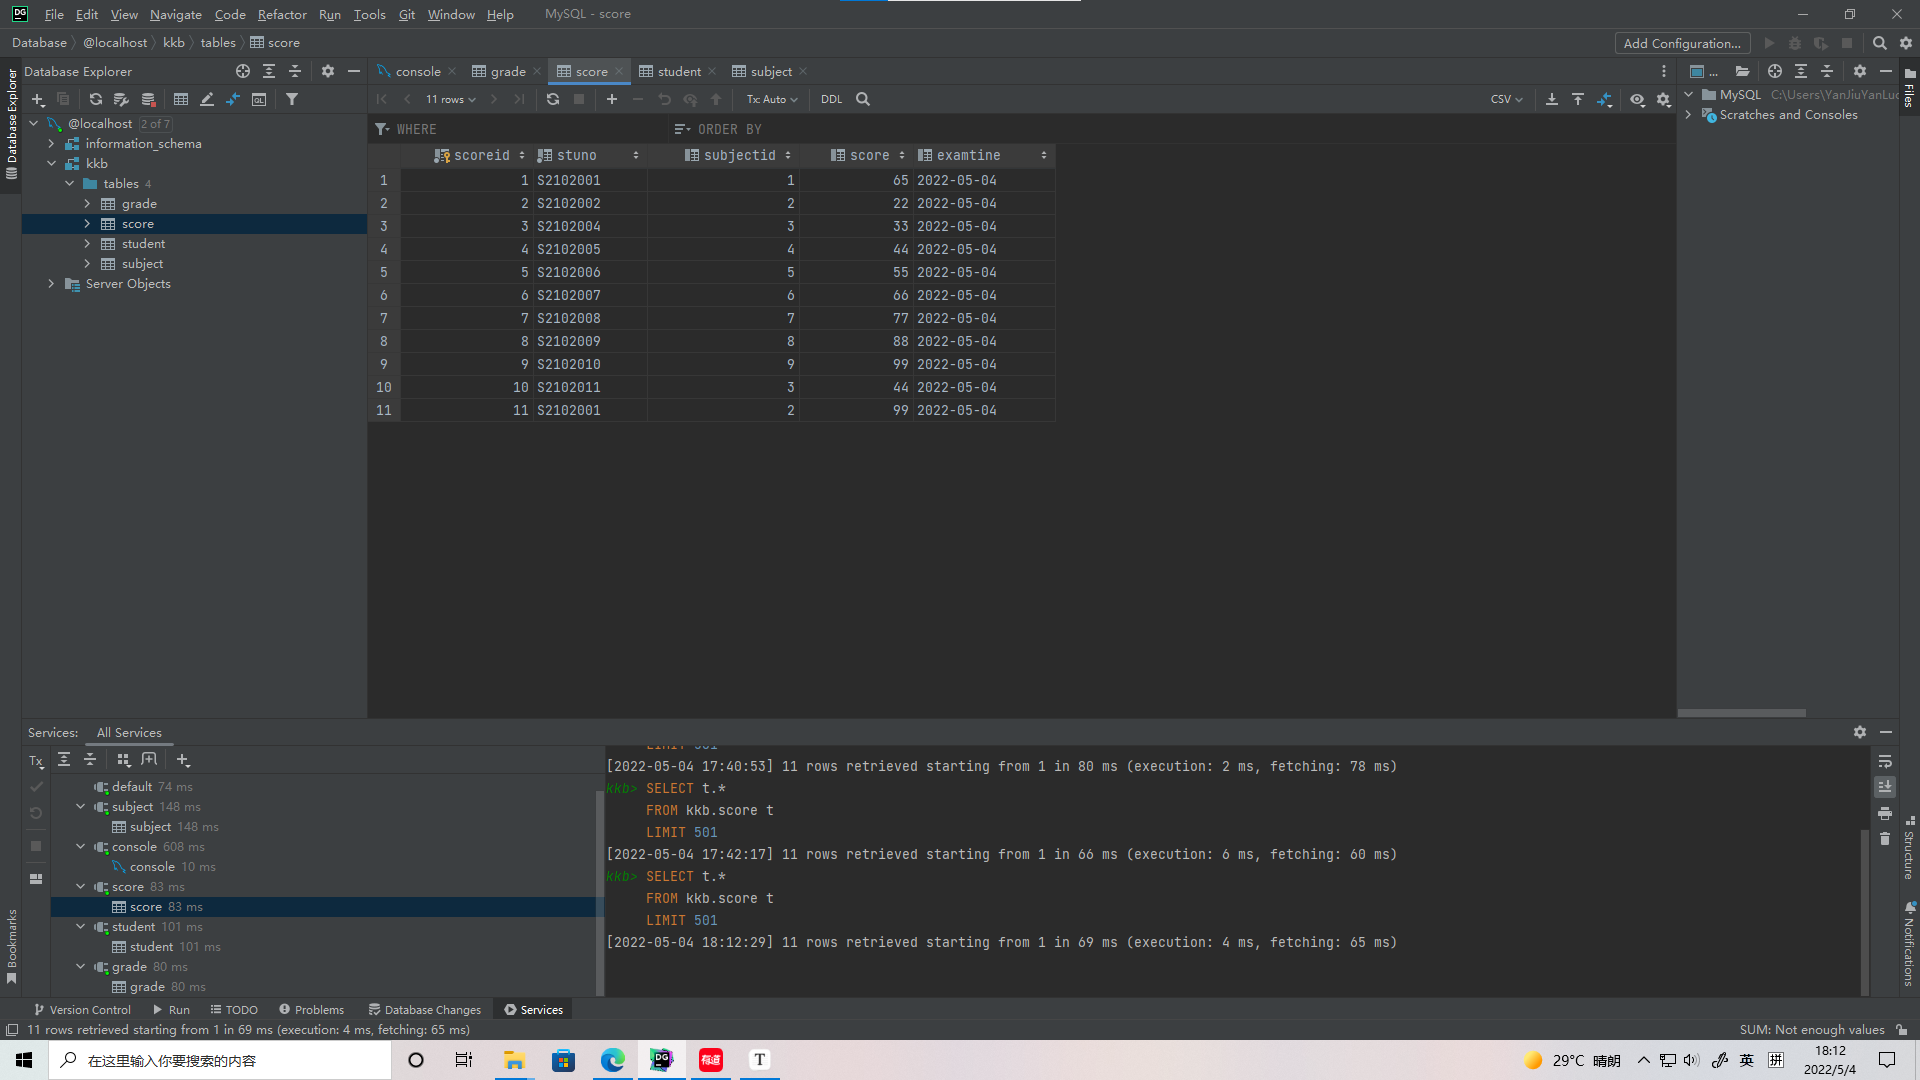 DG File Edit View Navigate Code Refactor Run Tools Git Window Help MySQL - score
Database @localhost kkb tables score Add Configuration...
Database Explorer
console grade score student subject
11 rows Tx: Auto DDL CSV
WHERE ORDER BY
scoreid stuno subjectid score examtine
1 1 S2102001 1 65 2022-05-04
2 2 S2102002 2 22 2022-05-04
3 3 S2102004 3 33 2022-05-04
4 4 S2102005 4 44 2022-05-04
5 5 S2102006 5 55 2022-05-04
6 6 S2102007 6 66 2022-05-04
7 7 S2102008 7 77 2022-05-04
8 8 S2102009 8 88 2022-05-04
9 9 S2102010 9 99 2022-05-04
10 10 S2102011 3 44 2022-05-04
11 11 S2102001 2 99 2022-05-04
@localhost 2 of 7
information_schema
kkb
tables 4
grade
score
student
subject
Server Objects
Database Explorer
Bookmarks
...
MySQL C:\Users\YanJiuYanLuo
Scratches and Consoles
Files
Structure
Notifications
Services: All Services
Tx
default 74 ms
subject 148 ms
subject 148 ms
console 608 ms
console 10 ms
score 83 ms
score 83 ms
student 101 ms
student 101 ms
grade 80 ms
grade 80 ms
LIMIT 501
[2022-05-04 17:40:53] 11 rows retrieved starting from 1 in 80 ms (execution: 2 ms, fetching: 78 ms)
kkb> SELECT t.*
FROM kkb.score t
LIMIT 501
[2022-05-04 17:42:17] 11 rows retrieved starting from 1 in 66 ms (execution: 6 ms, fetching: 60 ms)
kkb> SELECT t.*
FROM kkb.score t
LIMIT 501
[2022-05-04 18:12:29] 11 rows retrieved starting from 1 in 69 ms (execution: 4 ms, fetching: 65 ms)
Version Control Run TODO Problems Database Changes Services
11 rows retrieved starting from 1 in 69 ms (execution: 4 ms, fetching: 65 ms) SUM: Not enough values
在这里输入你要搜索的内容 DG 有道 T 29°C 晴朗 英 拼 18:12
2022/5/4